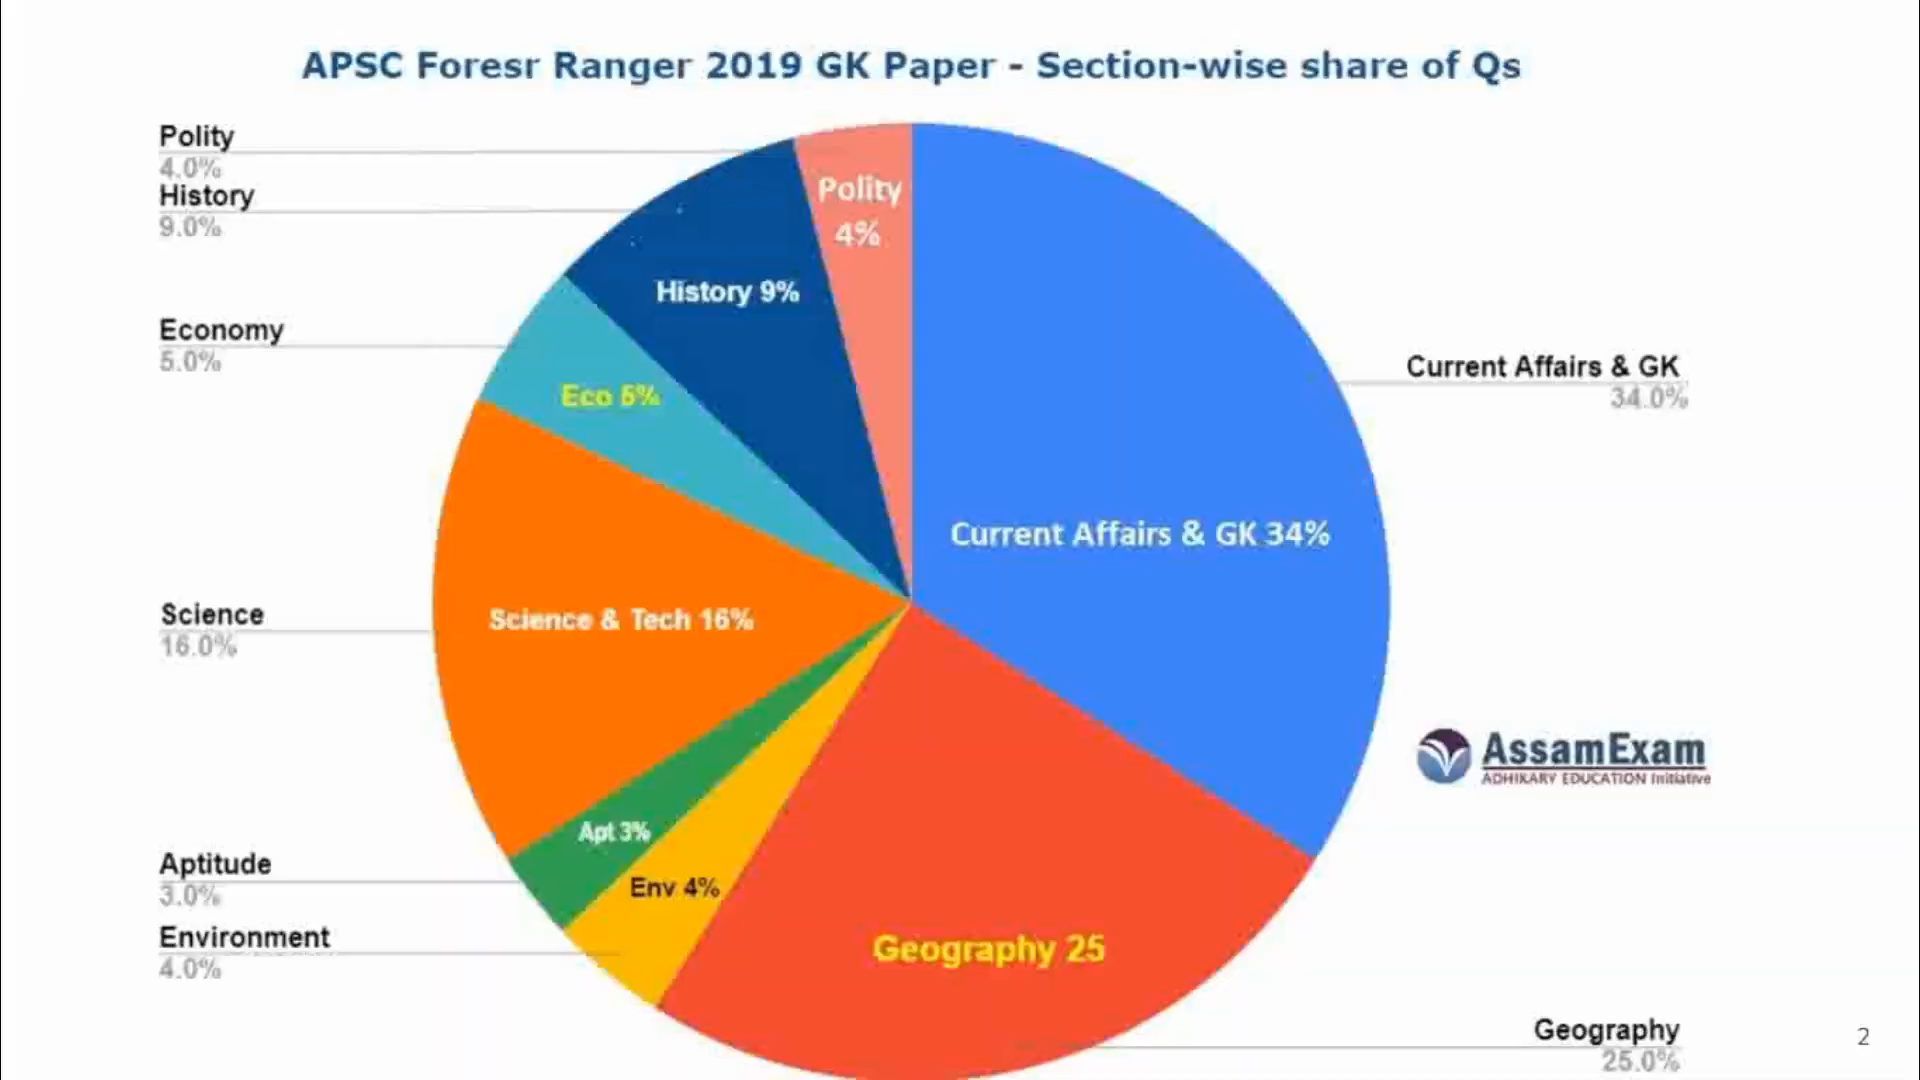 APSC Foresr Ranger 2019 GK Paper - Section-wise share of Qs
Polity
4.0%
History
9.0%
Economy
5.0%
Science
16.0%
Aptitude
3.0%
Environment
4.0%
Polity
4%
History 9%
Eco 5%
Science & Tech 16%
Apt 3%
Env 4%
Geography 25
Current Affairs & GK 34%
Current Affairs & GK
34.0%
AssamExam
ADHIKARY EDUCATION Initiative
Geography
25.0%
2